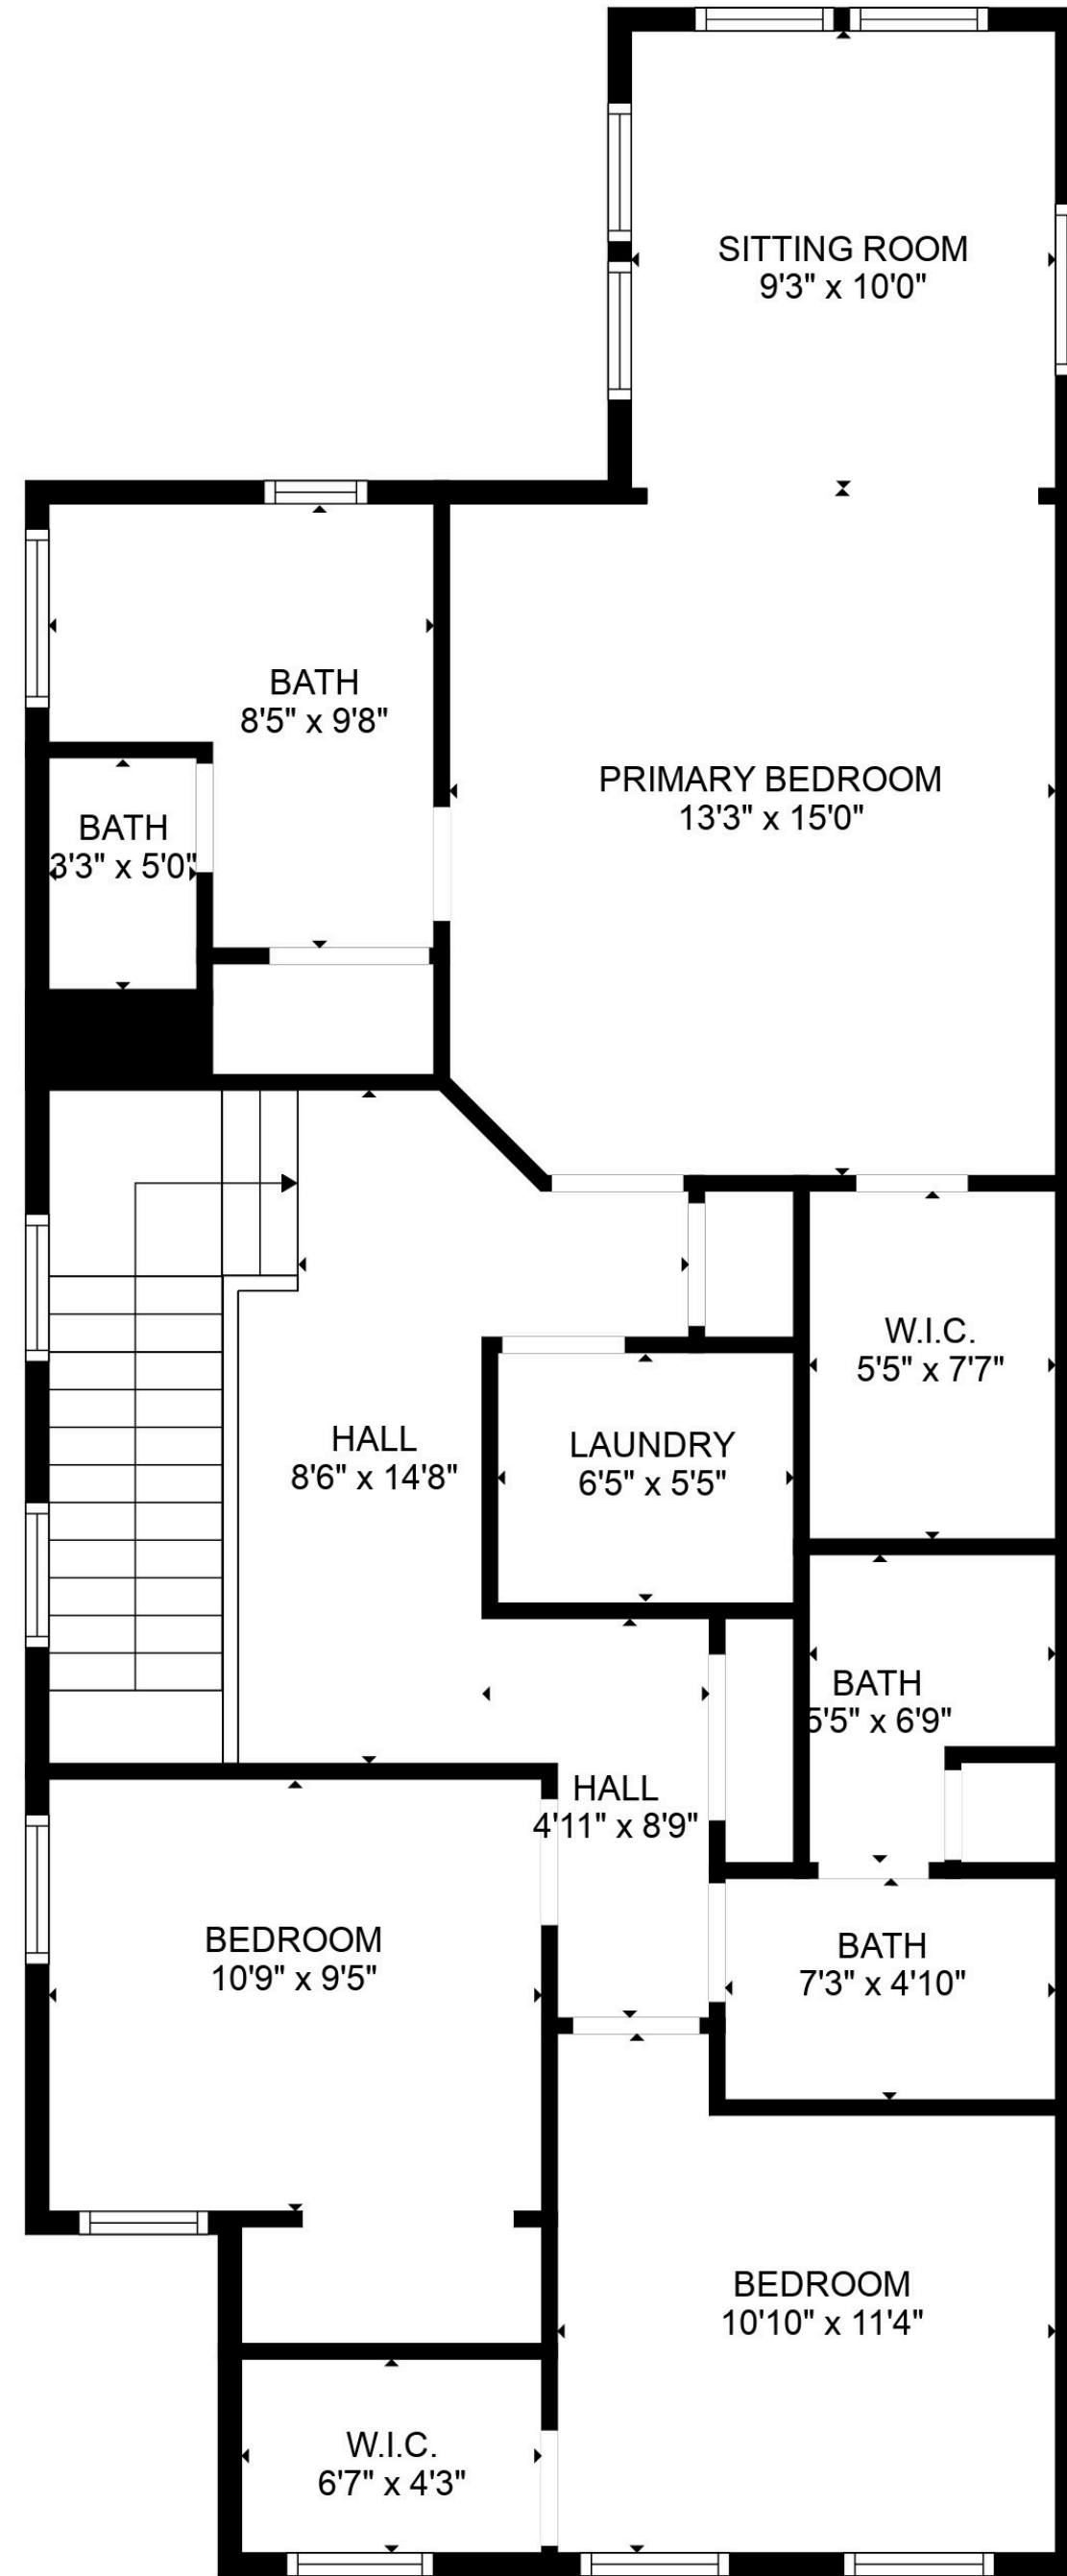 SITTING ROOM
9'3" x 10'0"
BATH
8'5" x 9'8"
PRIMARY BEDROOM
13'3" x 15'0"
BATH
3'3" x 5'0"
W.I.C.
5'5" x 7'7"
HALL
8'6" x 14'8"
LAUNDRY
6'5" x 5'5"
BATH
5'5" x 6'9"
HALL
4'11" x 8'9"
BEDROOM
10'9" x 9'5"
BATH
7'3" x 4'10"
BEDROOM
10'10" x 11'4"
W.I.C.
6'7" x 4'3"